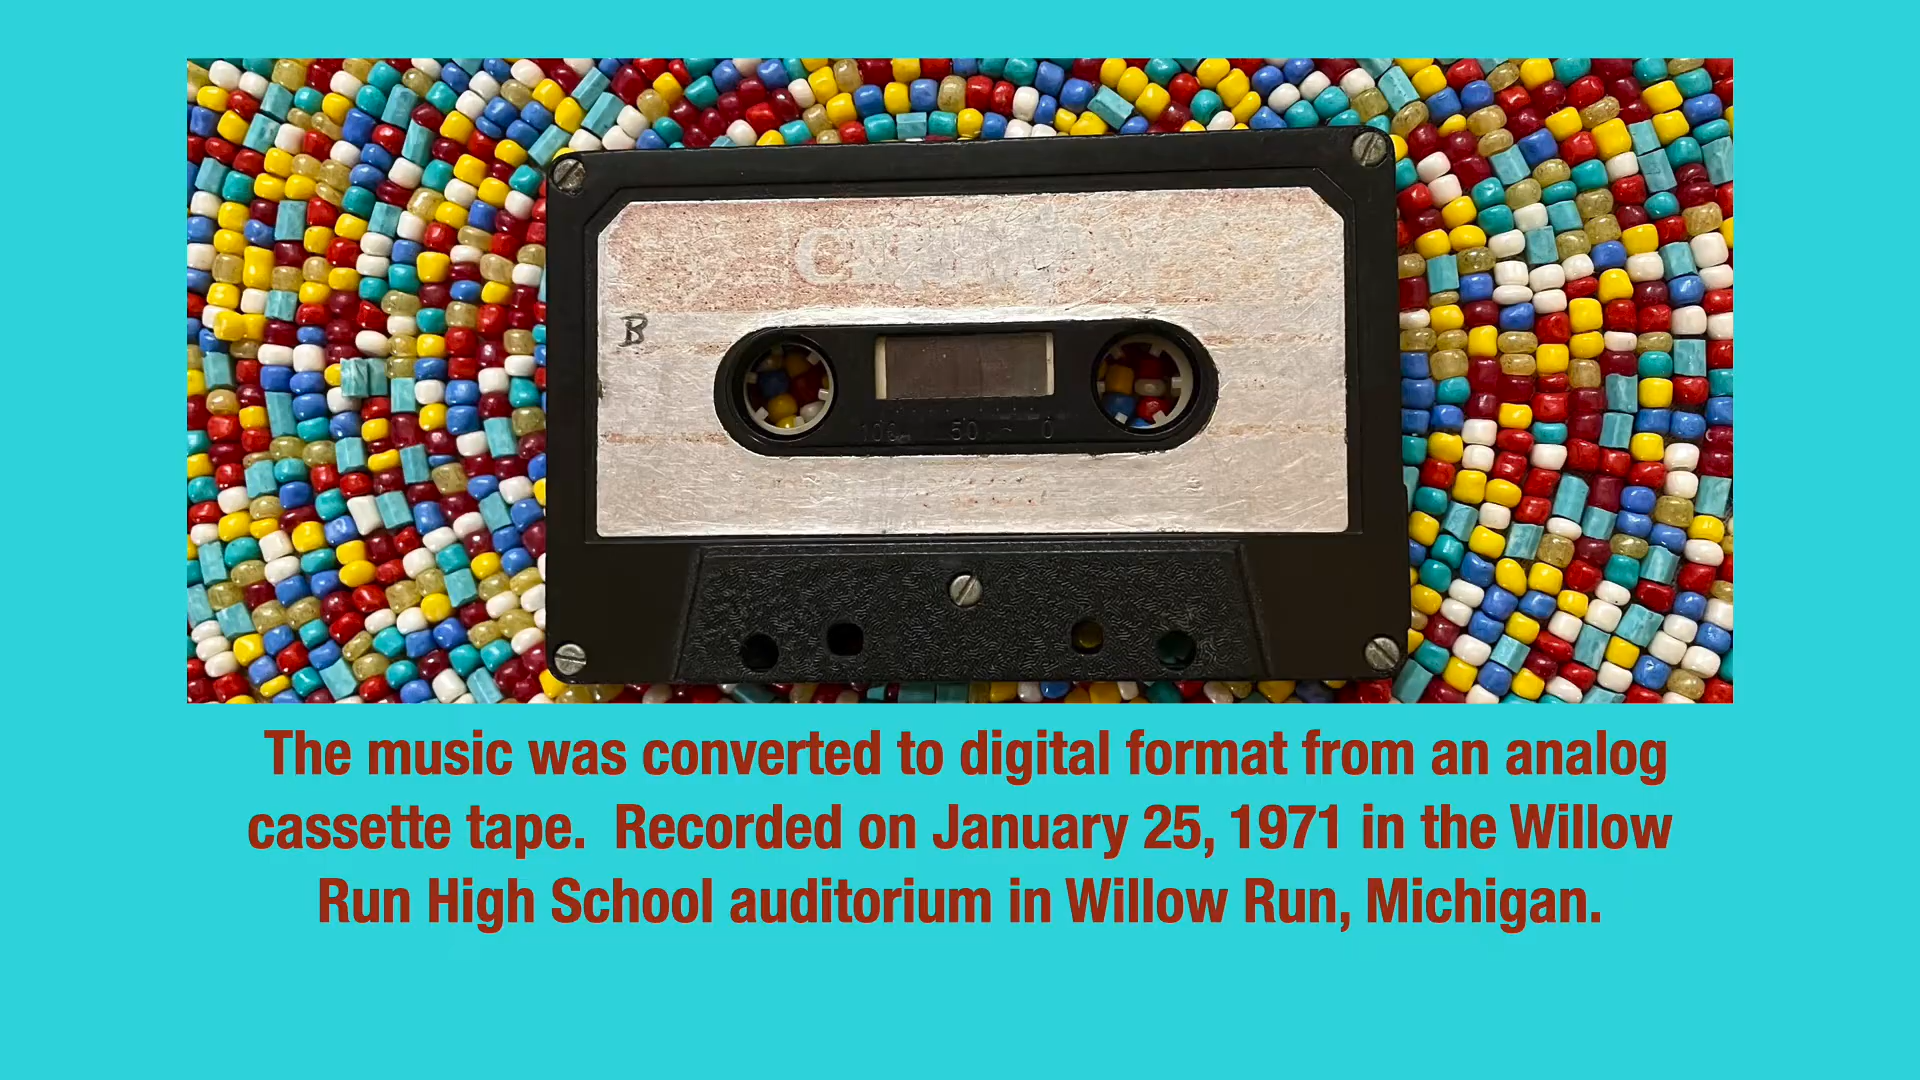 B
100 50 0
The music was converted to digital format from an analog
cassette tape.  Recorded on January 25, 1971 in the Willow
Run High School auditorium in Willow Run, Michigan.